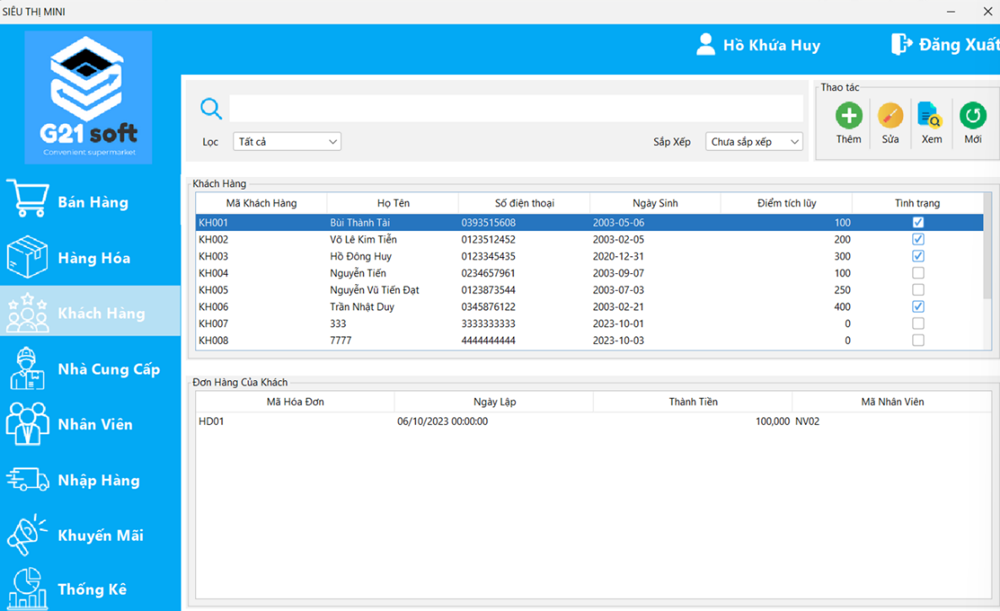 SIÊU THỊ MINI
G21 soft
Convenient supermarket
Hồ Khứa Huy
Đăng Xuất
Bán Hàng
Hàng Hóa
Khách Hàng
Nhà Cung Cấp
Nhân Viên
Nhập Hàng
Khuyến Mãi
Thống Kê
Lọc Tất cả Sắp Xếp Chưa sắp xếp
Thao tác
Thêm Sửa Xem Mới
Khách Hàng
Mã Khách Hàng Họ Tên Số điện thoại Ngày Sinh Điểm tích lũy Tình trạng
KH001 Bùi Thành Tài 0393515608 2003-05-06 100
KH002 Võ Lê Kim Tiễn 0123512452 2003-02-05 200
KH003 Hồ Đông Huy 0123345435 2020-12-31 300
KH004 Nguyễn Tiến 0234657961 2003-09-07 100
KH005 Nguyễn Vũ Tiến Đạt 0123873544 2003-07-03 250
KH006 Trần Nhật Duy 0345876122 2003-02-21 400
KH007 333 3333333333 2023-10-01 0
KH008 7777 4444444444 2023-10-03 0
Đơn Hàng Của Khách
Mã Hóa Đơn Ngày Lập Thành Tiền Mã Nhân Viên
HD01 06/10/2023 00:00:00 100,000 NV02